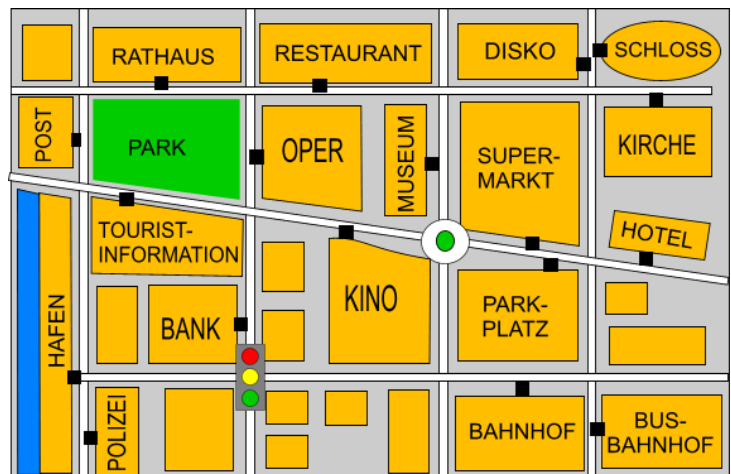 RATHAUS
RESTAURANT
DISKO
SCHLOSS
POST
PARK
OPER
MUSEUM
SUPER-
MARKT
KIRCHE
TOURIST-
INFORMATION
HOTEL
HAFEN
BANK
KINO
PARK-
PLATZ
POLIZEI
BAHNHOF
BUS-
BAHNHOF